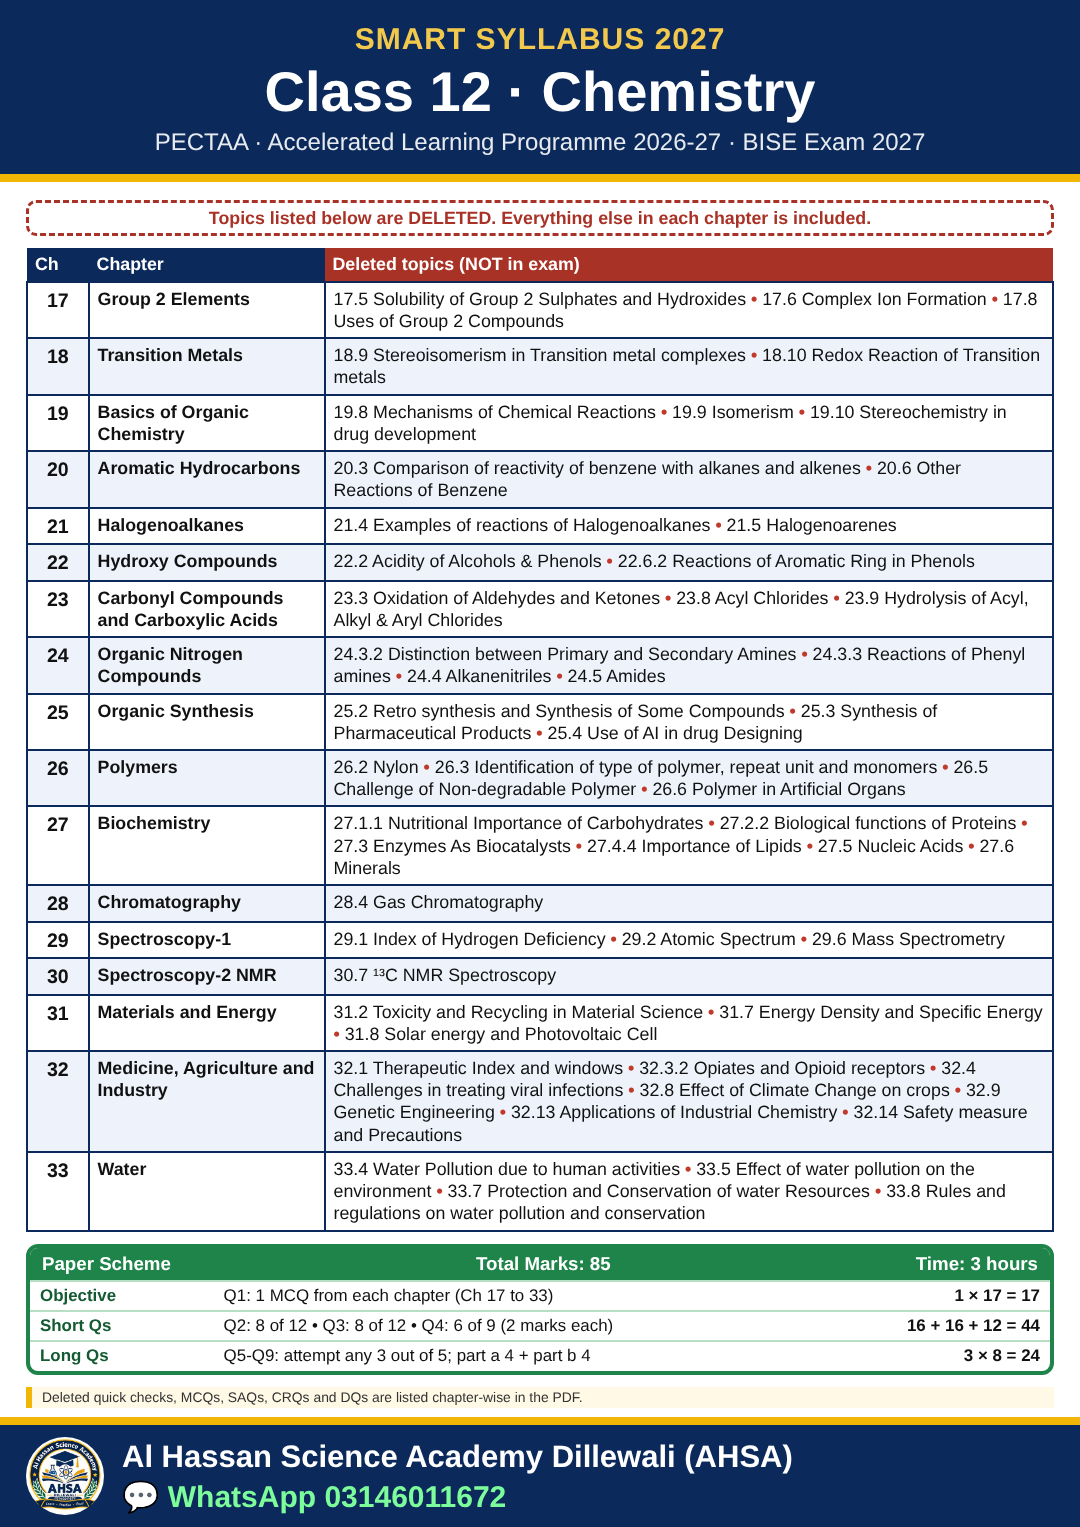 SMART SYLLABUS 2027
Class 12 · Chemistry
PECTAA · Accelerated Learning Programme 2026-27 · BISE Exam 2027
Topics listed below are DELETED. Everything else in each chapter is included.
Ch Chapter Deleted topics (NOT in exam)
17 Group 2 Elements 17.5 Solubility of Group 2 Sulphates and Hydroxides • 17.6 Complex Ion Formation • 17.8
Uses of Group 2 Compounds
18 Transition Metals 18.9 Stereoisomerism in Transition metal complexes • 18.10 Redox Reaction of Transition
metals
19 Basics of Organic 19.8 Mechanisms of Chemical Reactions • 19.9 Isomerism • 19.10 Stereochemistry in
Chemistry drug development
20 Aromatic Hydrocarbons 20.3 Comparison of reactivity of benzene with alkanes and alkenes • 20.6 Other
Reactions of Benzene
21 Halogenoalkanes 21.4 Examples of reactions of Halogenoalkanes • 21.5 Halogenoarenes
22 Hydroxy Compounds 22.2 Acidity of Alcohols & Phenols • 22.6.2 Reactions of Aromatic Ring in Phenols
23 Carbonyl Compounds 23.3 Oxidation of Aldehydes and Ketones • 23.8 Acyl Chlorides • 23.9 Hydrolysis of Acyl,
and Carboxylic Acids Alkyl & Aryl Chlorides
24 Organic Nitrogen 24.3.2 Distinction between Primary and Secondary Amines • 24.3.3 Reactions of Phenyl
Compounds amines • 24.4 Alkanenitriles • 24.5 Amides
25 Organic Synthesis 25.2 Retro synthesis and Synthesis of Some Compounds • 25.3 Synthesis of
Pharmaceutical Products • 25.4 Use of AI in drug Designing
26 Polymers 26.2 Nylon • 26.3 Identification of type of polymer, repeat unit and monomers • 26.5
Challenge of Non-degradable Polymer • 26.6 Polymer in Artificial Organs
27 Biochemistry 27.1.1 Nutritional Importance of Carbohydrates • 27.2.2 Biological functions of Proteins •
27.3 Enzymes As Biocatalysts • 27.4.4 Importance of Lipids • 27.5 Nucleic Acids • 27.6
Minerals
28 Chromatography 28.4 Gas Chromatography
29 Spectroscopy-1 29.1 Index of Hydrogen Deficiency • 29.2 Atomic Spectrum • 29.6 Mass Spectrometry
30 Spectroscopy-2 NMR 30.7 ¹³C NMR Spectroscopy
31 Materials and Energy 31.2 Toxicity and Recycling in Material Science • 31.7 Energy Density and Specific Energy
• 31.8 Solar energy and Photovoltaic Cell
32 Medicine, Agriculture and 32.1 Therapeutic Index and windows • 32.3.2 Opiates and Opioid receptors • 32.4
Industry Challenges in treating viral infections • 32.8 Effect of Climate Change on crops • 32.9
Genetic Engineering • 32.13 Applications of Industrial Chemistry • 32.14 Safety measure
and Precautions
33 Water 33.4 Water Pollution due to human activities • 33.5 Effect of water pollution on the
environment • 33.7 Protection and Conservation of water Resources • 33.8 Rules and
regulations on water pollution and conservation
Paper Scheme Total Marks: 85 Time: 3 hours
Objective Q1: 1 MCQ from each chapter (Ch 17 to 33) 1 × 17 = 17
Short Qs Q2: 8 of 12 • Q3: 8 of 12 • Q4: 6 of 9 (2 marks each) 16 + 16 + 12 = 44
Long Qs Q5-Q9: attempt any 3 out of 5; part a 4 + part b 4 3 × 8 = 24
Deleted quick checks, MCQs, SAQs, CRQs and DQs are listed chapter-wise in the PDF.
Al Hassan Science Academy
AHSA
DILLEWALI
Al Hassan Science Academy Dillewali (AHSA)
WhatsApp 03146011672